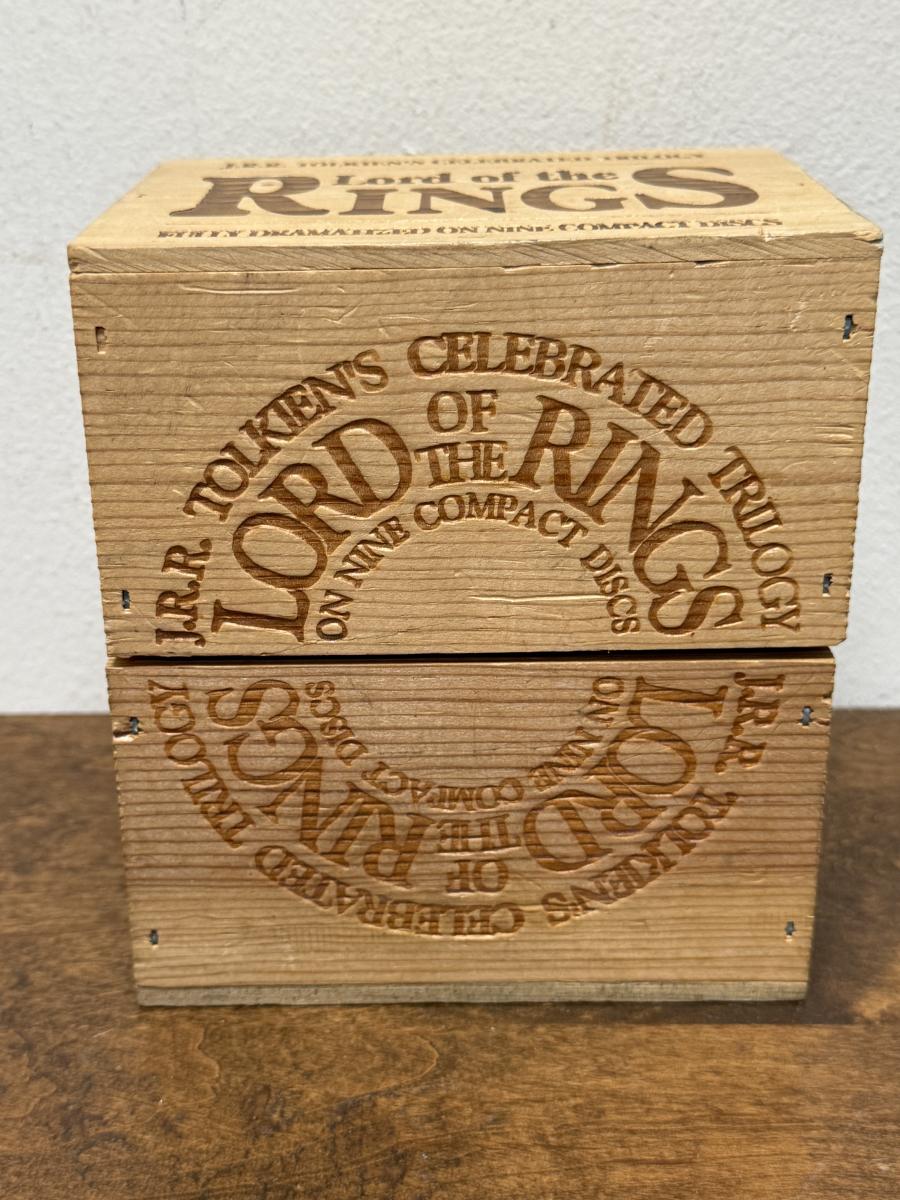 J.R.R. TOLKIEN'S CELEBRATED TRILOGY
Lord of the
RINGS
FULLY DRAMATIZED ON NINE COMPACT DISCS
J.R.R. TOLKIEN'S CELEBRATED TRILOGY
LORD OF THE RINGS
ON NINE COMPACT DISCS
J.R.R. TOLKIEN'S CELEBRATED TRILOGY
LORD OF THE RINGS
ON NINE COMPACT DISCS